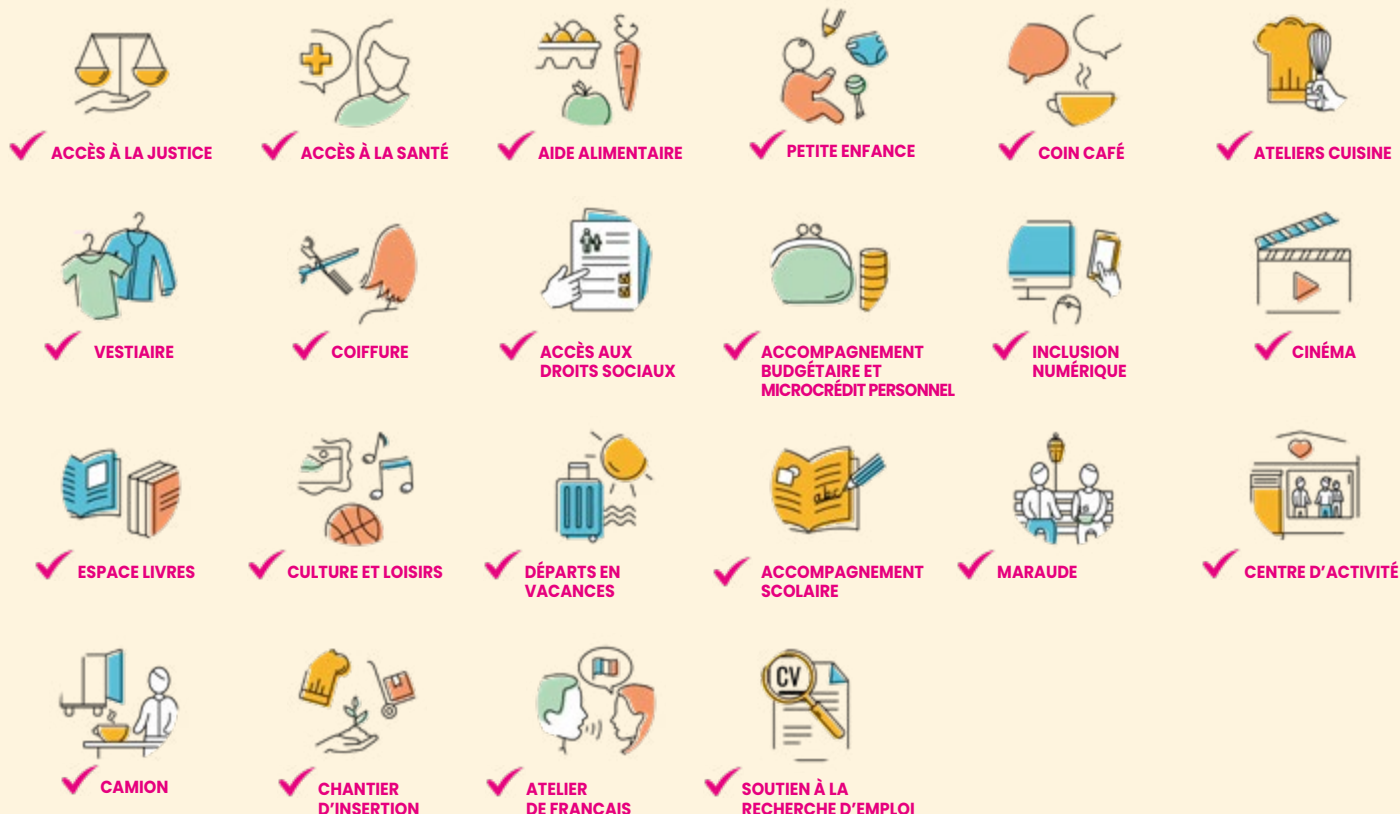 ACCÈS À LA JUSTICE
ACCÈS À LA SANTÉ
AIDE ALIMENTAIRE
PETITE ENFANCE
COIN CAFÉ
ATELIERS CUISINE
VESTIAIRE
COIFFURE
ACCÈS AUX
DROITS SOCIAUX
ACCOMPAGNEMENT
BUDGÉTAIRE ET
MICROCRÉDIT PERSONNEL
INCLUSION
NUMÉRIQUE
CINÉMA
abc
ESPACE LIVRES
CULTURE ET LOISIRS
DÉPARTS EN
VACANCES
ACCOMPAGNEMENT
SCOLAIRE
MARAUDE
CENTRE D'ACTIVITÉ
CV
CAMION
CHANTIER
D'INSERTION
ATELIER
DE FRANÇAIS
SOUTIEN À LA
RECHERCHE D'EMPLOI